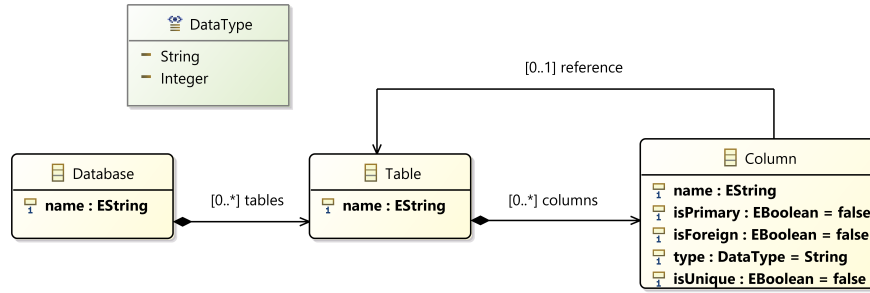 DataType
String
Integer
[0..1] reference
Database
name : EString
[0..*] tables
Table
name : EString
[0..*] columns
Column
name : EString
isPrimary : EBoolean = false
isForeign : EBoolean = false
type : DataType = String
isUnique : EBoolean = false